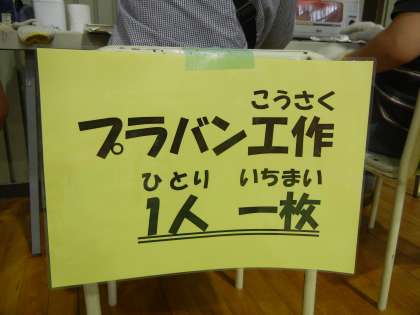 こうさく
プラバン工作
ひとり いちまい
1人 一枚